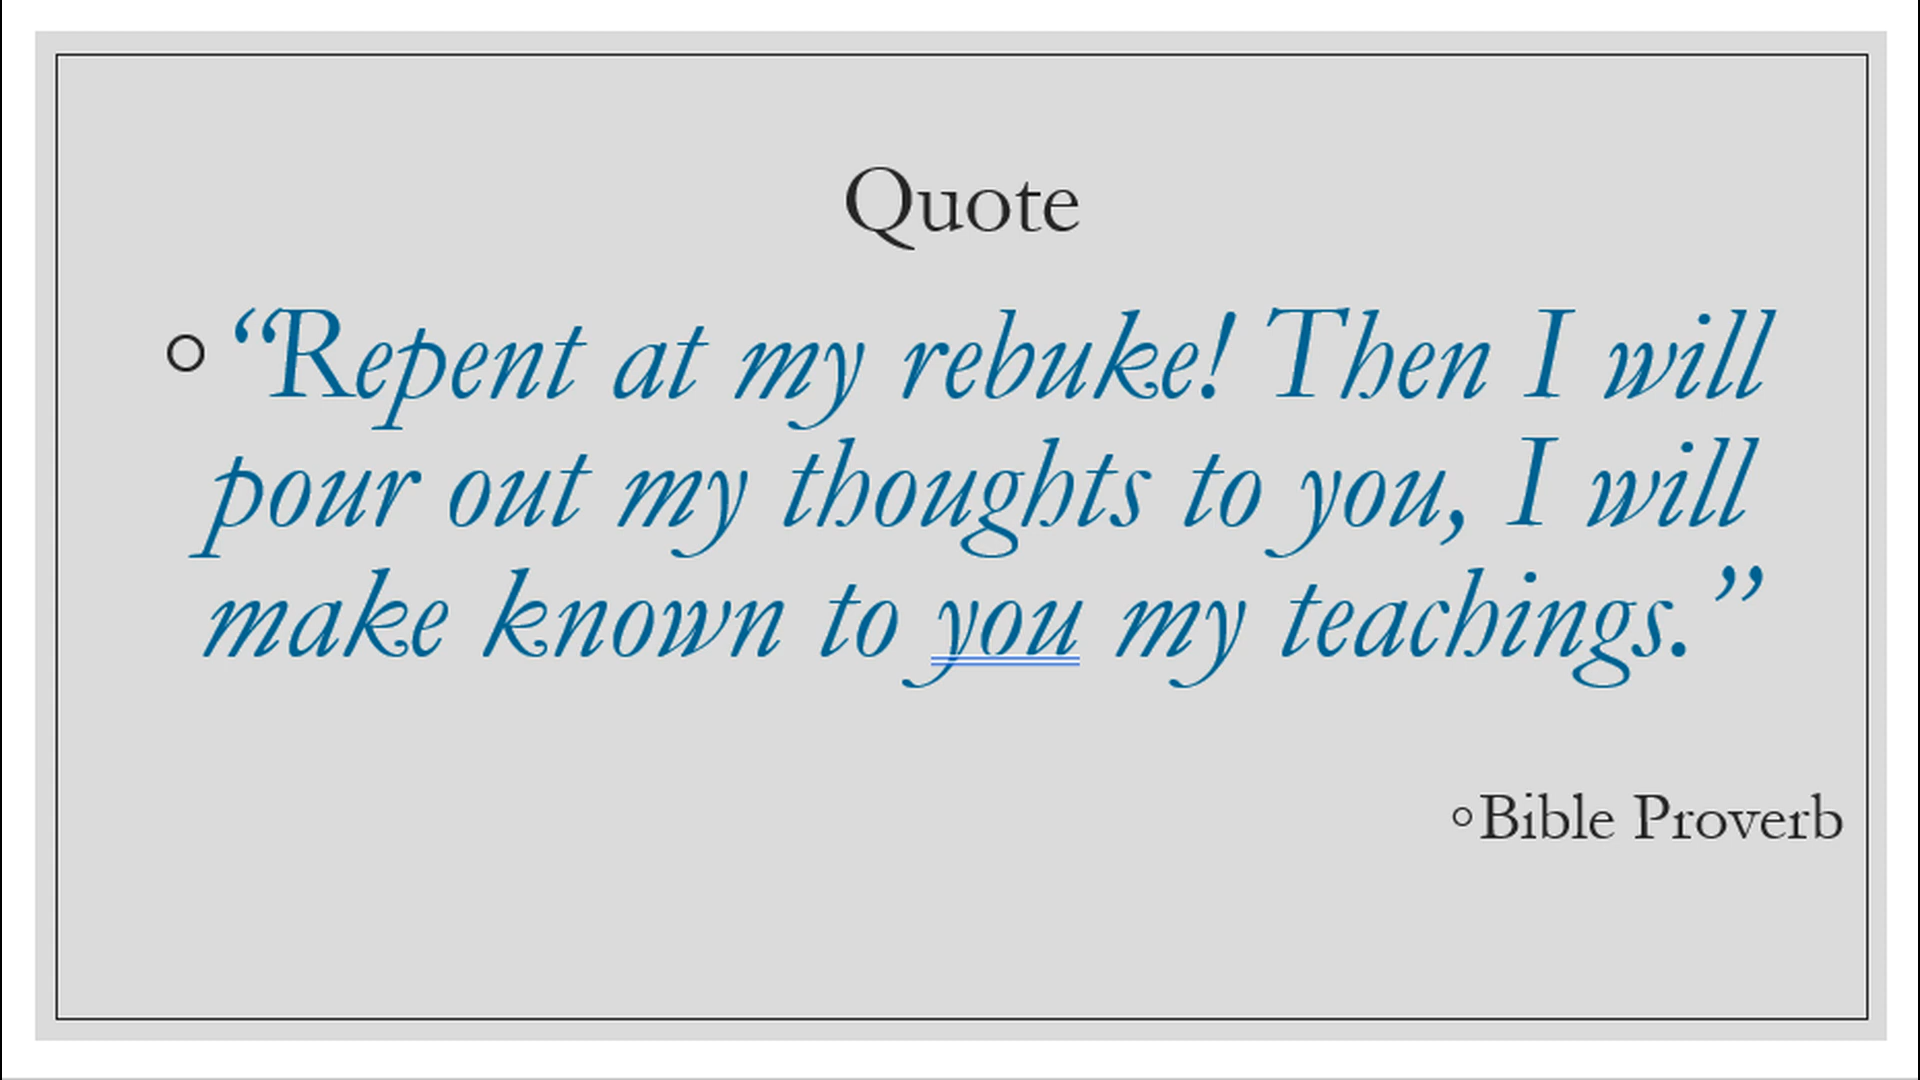 Quote
“Repent at my rebuke! Then I will
pour out my thoughts to you, I will
make known to you my teachings.”
Bible Proverb